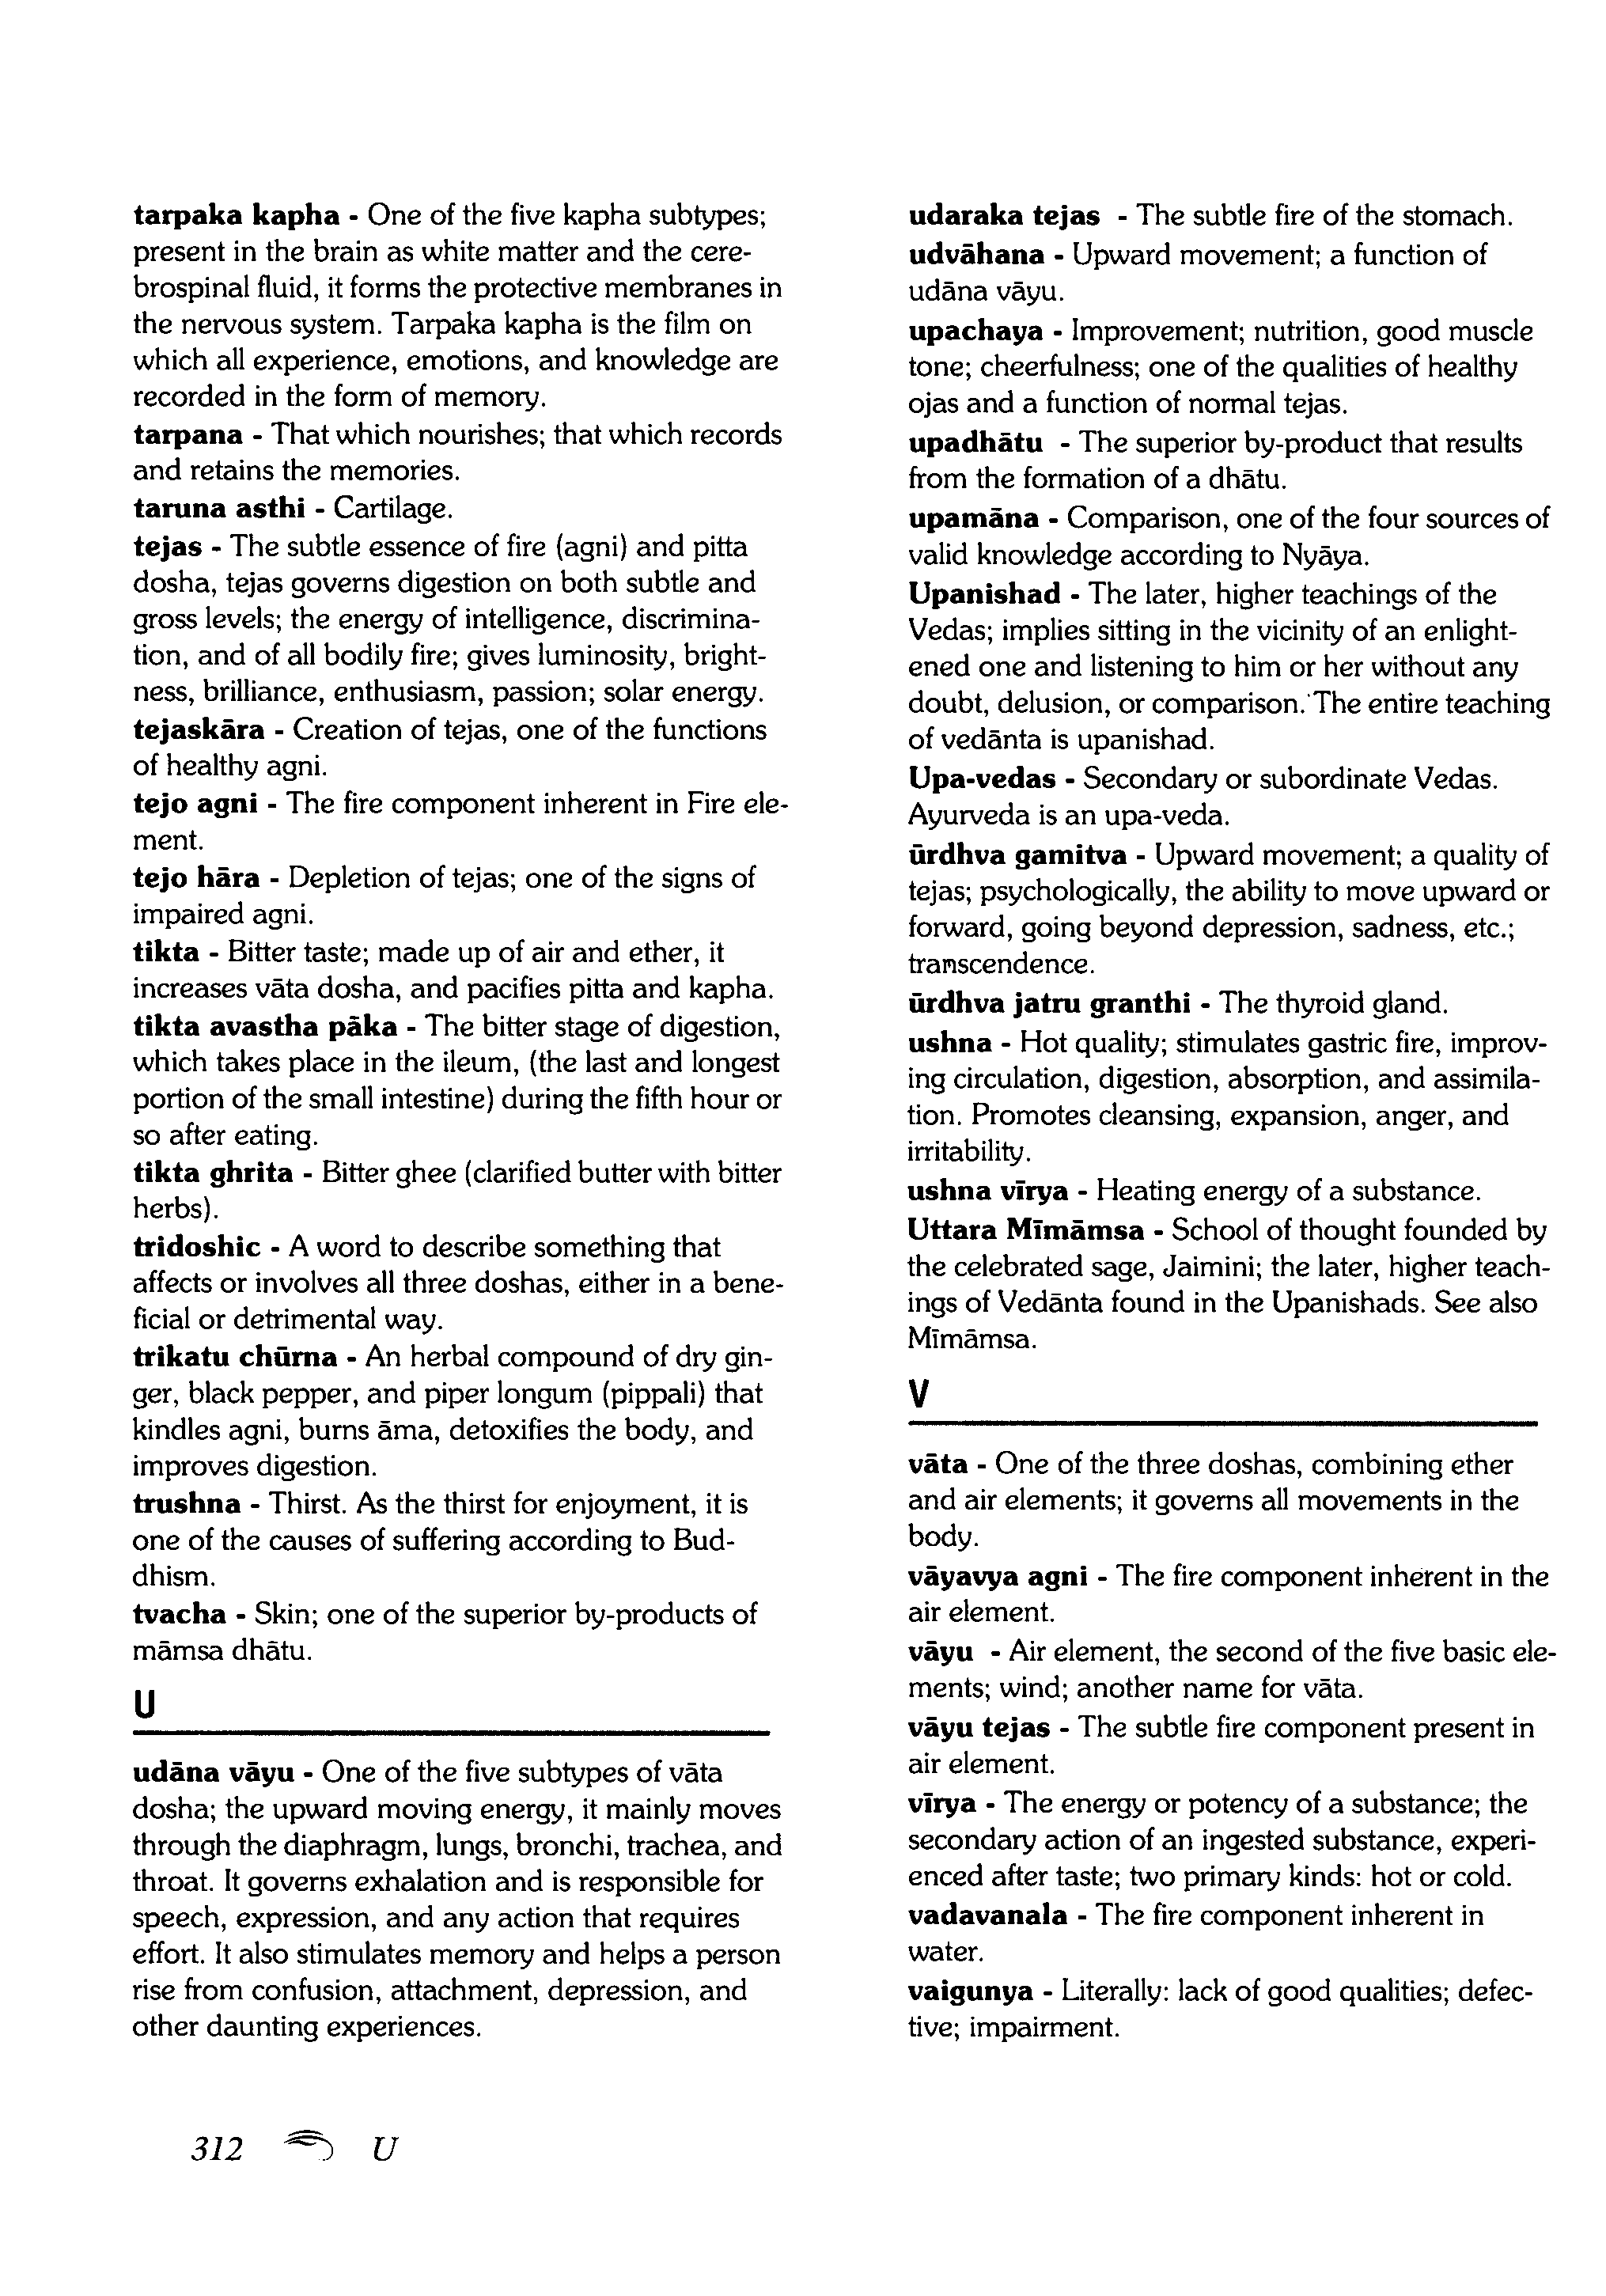 tarpaka kapha - One of the five kapha subtypes;
present in the brain as white matter and the cere-
brospinal fluid, it forms the protective membranes in
the nervous system. Tarpaka kapha is the film on
which all experience, emotions, and knowledge are
recorded in the form of memory.
tarpana - That which nourishes; that which records
and retains the memories.
taruna asthi - Cartilage.
tejas - The subtle essence of fire (agni) and pitta
dosha, tejas governs digestion on both subtle and
gross levels; the energy of intelligence, discrimina-
tion, and of all bodily fire; gives luminosity, bright-
ness, brilliance, enthusiasm, passion; solar energy.
tejaskāra - Creation of tejas, one of the functions
of healthy agni.
tejo agni - The fire component inherent in Fire ele-
ment.
tejo hāra - Depletion of tejas; one of the signs of
impaired agni.
tikta - Bitter taste; made up of air and ether, it
increases vāta dosha, and pacifies pitta and kapha.
tikta avastha pāka - The bitter stage of digestion,
which takes place in the ileum, (the last and longest
portion of the small intestine) during the fifth hour or
so after eating.
tikta ghrita - Bitter ghee (clarified butter with bitter
herbs).
tridoshic - A word to describe something that
affects or involves all three doshas, either in a bene-
ficial or detrimental way.
trikatu chūrna - An herbal compound of dry gin-
ger, black pepper, and piper longum (pippali) that
kindles agni, burns āma, detoxifies the body, and
improves digestion.
trushna - Thirst. As the thirst for enjoyment, it is
one of the causes of suffering according to Bud-
dhism.
tvacha - Skin; one of the superior by-products of
māmsa dhātu.
U
udāna vāyu - One of the five subtypes of vāta
dosha; the upward moving energy, it mainly moves
through the diaphragm, lungs, bronchi, trachea, and
throat. It governs exhalation and is responsible for
speech, expression, and any action that requires
effort. It also stimulates memory and helps a person
rise from confusion, attachment, depression, and
other daunting experiences.
udaraka tejas - The subtle fire of the stomach.
udvāhana - Upward movement; a function of
udāna vāyu.
upachaya - Improvement; nutrition, good muscle
tone; cheerfulness; one of the qualities of healthy
ojas and a function of normal tejas.
upadhātu - The superior by-product that results
from the formation of a dhātu.
upamāna - Comparison, one of the four sources of
valid knowledge according to Nyāya.
Upanishad - The later, higher teachings of the
Vedas; implies sitting in the vicinity of an enlight-
ened one and listening to him or her without any
doubt, delusion, or comparison. The entire teaching
of vedānta is upanishad.
Upa-vedas - Secondary or subordinate Vedas.
Ayurveda is an upa-veda.
ūrdhva gamitva - Upward movement; a quality of
tejas; psychologically, the ability to move upward or
forward, going beyond depression, sadness, etc.;
transcendence.
ūrdhva jatru granthi - The thyroid gland.
ushna - Hot quality; stimulates gastric fire, improv-
ing circulation, digestion, absorption, and assimila-
tion. Promotes cleansing, expansion, anger, and
irritability.
ushna vīrya - Heating energy of a substance.
Uttara Mīmāmsa - School of thought founded by
the celebrated sage, Jaimini; the later, higher teach-
ings of Vedānta found in the Upanishads. See also
Mīmāmsa.
V
vāta - One of the three doshas, combining ether
and air elements; it governs all movements in the
body.
vāyavya agni - The fire component inherent in the
air element.
vāyu - Air element, the second of the five basic ele-
ments; wind; another name for vāta.
vāyu tejas - The subtle fire component present in
air element.
vīrya - The energy or potency of a substance; the
secondary action of an ingested substance, experi-
enced after taste; two primary kinds: hot or cold.
vadavanala - The fire component inherent in
water.
vaigunya - Literally: lack of good qualities; defec-
tive; impairment.
312 U